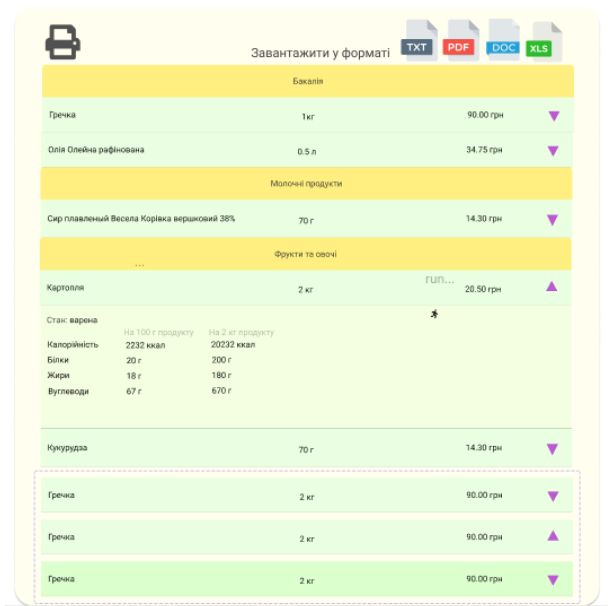 Завантажити у форматі TXT PDF DOC XLS
Бакалія
Гречка 1кг 90.00 грн
Олія Олейна рафінована 0.5 л 34.75 грн
Молочні продукти
Сир плавленый Весела Корівка вершковий 38% 70 г 14.30 грн
Фрукти та овочі
...
run...
Картопля 2 кг 20.50 грн
Стан: варена
На 100 г продукту На 2 кг продукту
Калорійність 2232 ккал 20232 ккал
Білки 20 г 200 г
Жири 18 г 180 г
Вуглеводи 67 г 670 г
Кукурудза 70 г 14.30 грн
Гречка 2 кг 90.00 грн
Гречка 2 кг 90.00 грн
Гречка 2 кг 90.00 грн